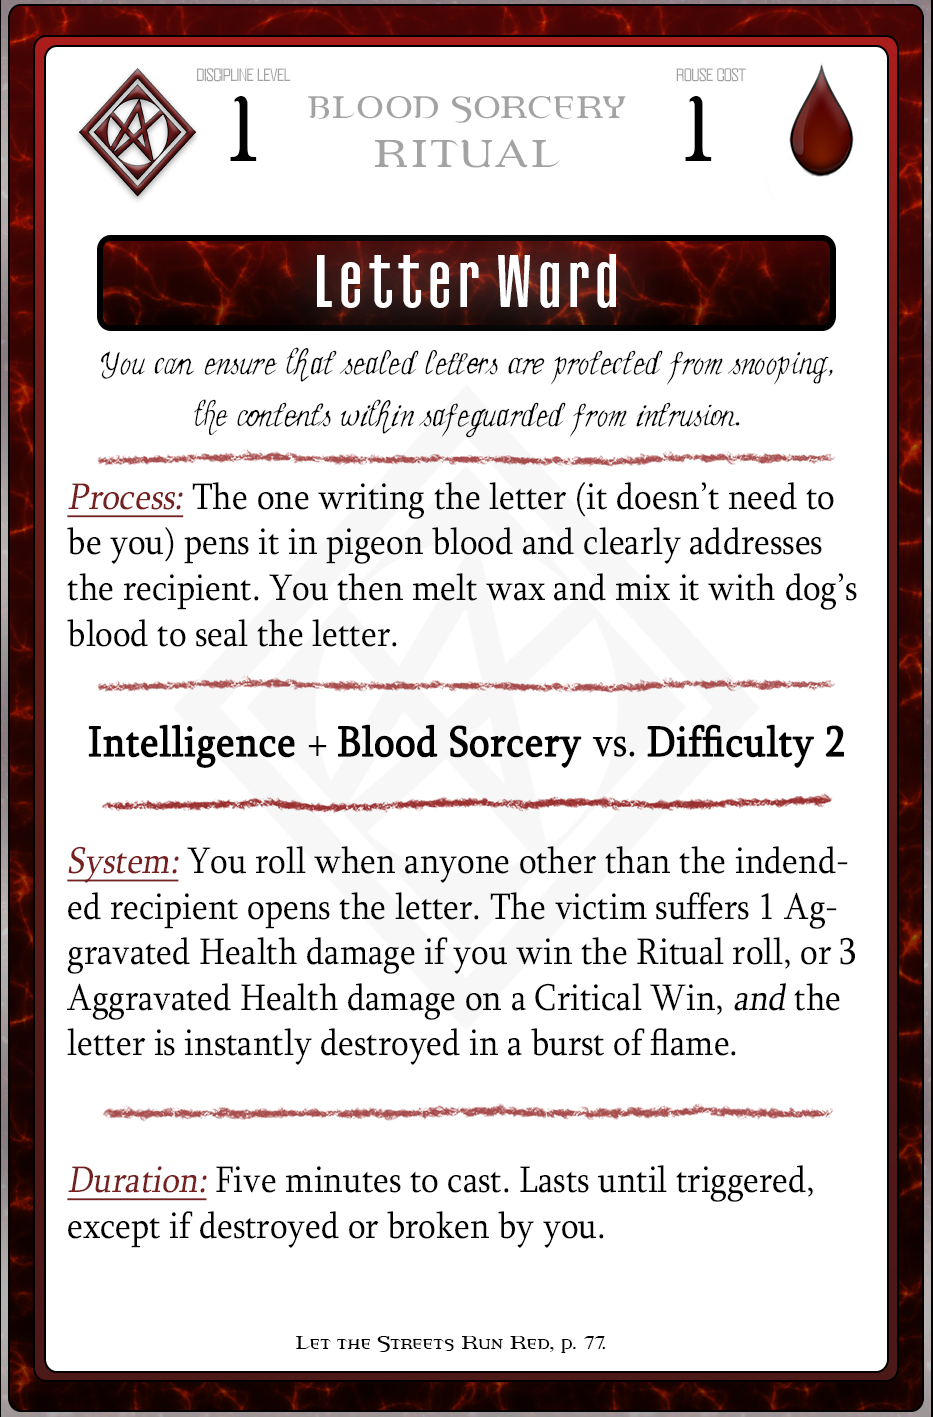 DISCIPLINE LEVEL
ROUSE COST
1
BLOOD SORCERY
1
RITUAL
Letter Ward
You can ensure that sealed letters are protected from snooping,
the contents within safeguarded from intrusion.
Process: The one writing the letter (it doesn't need to
be you) pens it in pigeon blood and clearly addresses
the recipient. You then melt wax and mix it with dog's
blood to seal the letter.
Intelligence + Blood Sorcery vs. Difficulty 2
System: You roll when anyone other than the indend-
ed recipient opens the letter. The victim suffers 1 Ag-
gravated Health damage if you win the Ritual roll, or 3
Aggravated Health damage on a Critical Win, and the
letter is instantly destroyed in a burst of flame.
Duration: Five minutes to cast. Lasts until triggered,
except if destroyed or broken by you.
Let the Streets Run Red, p. 77.